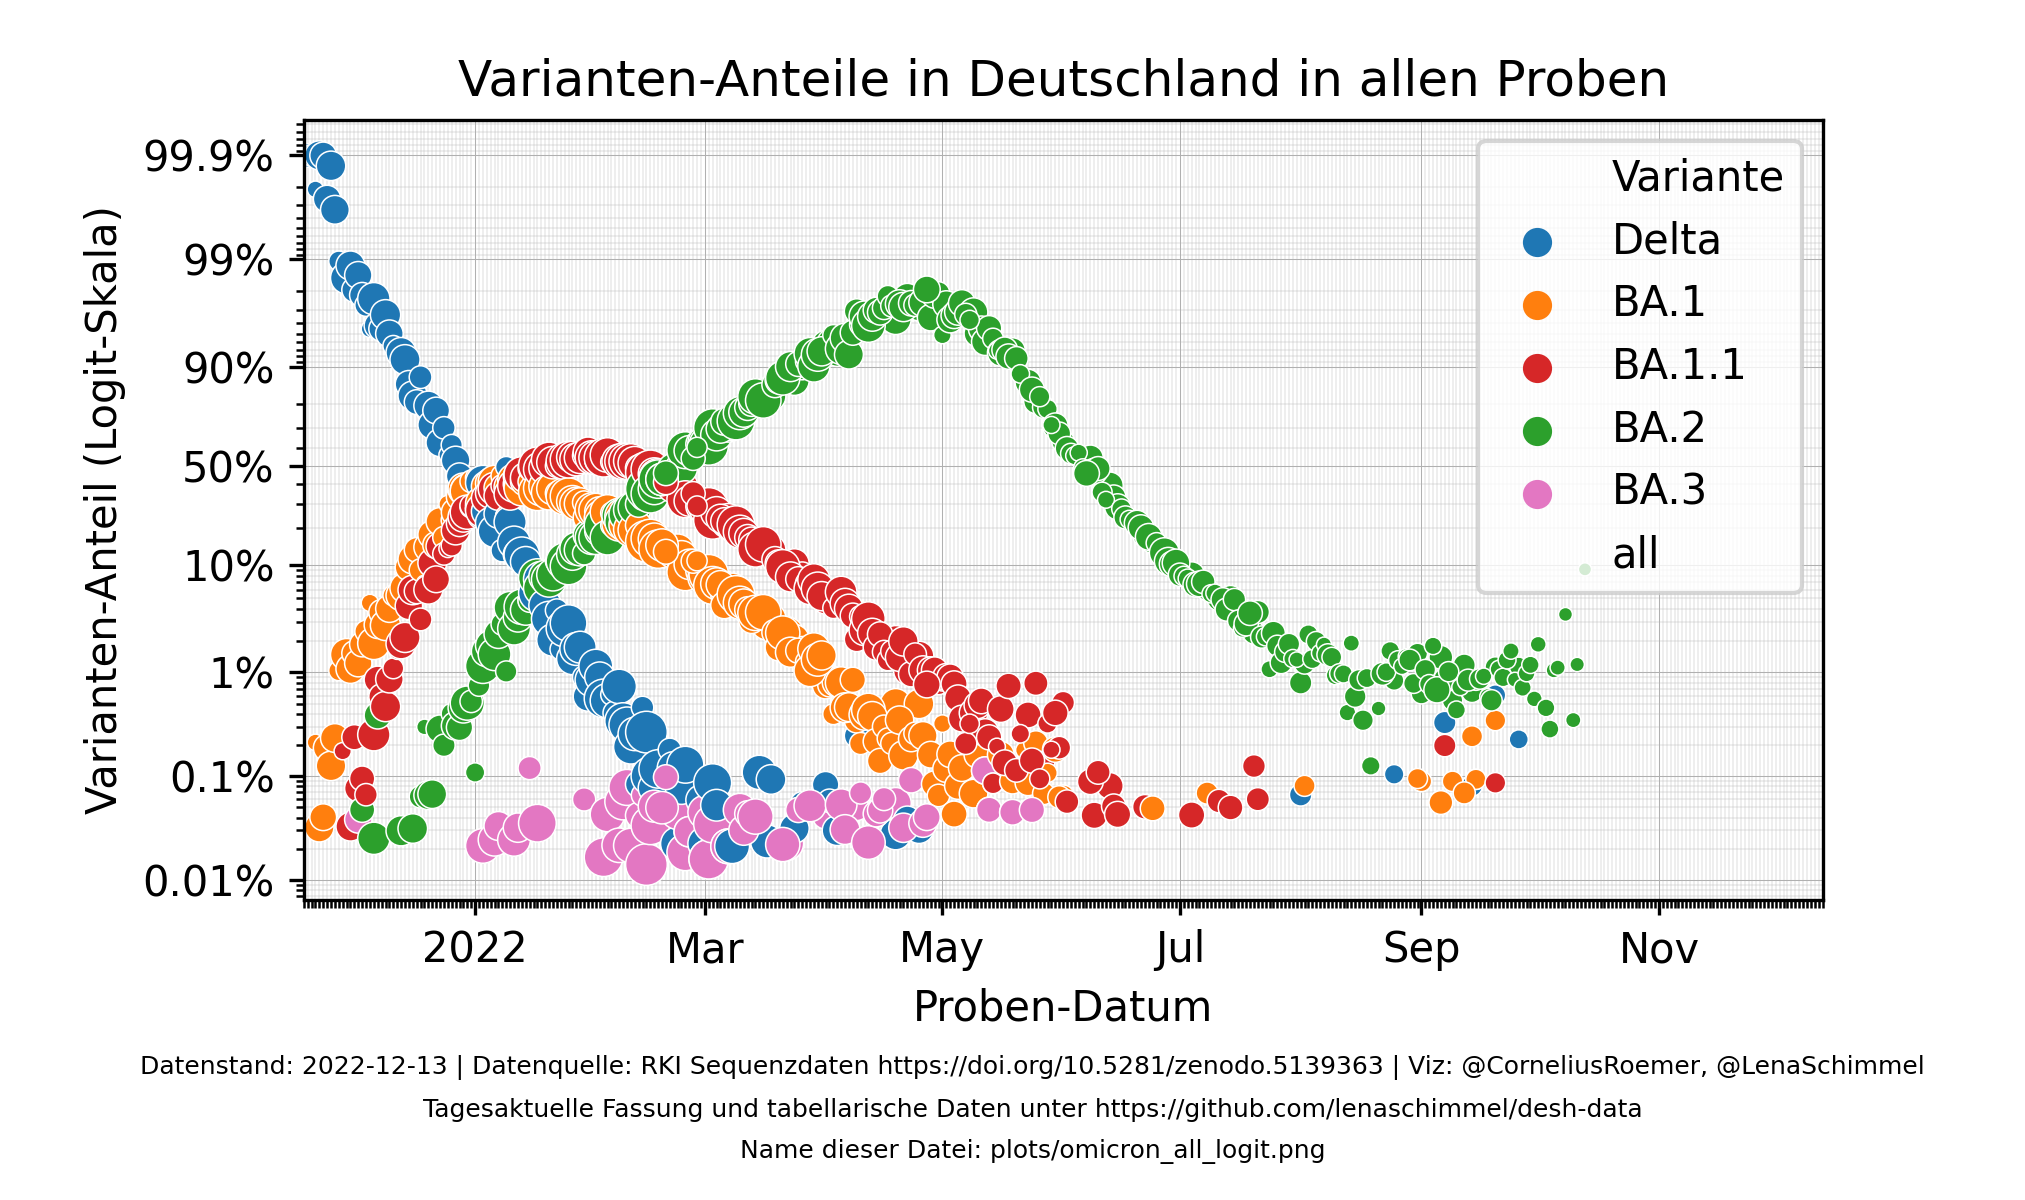 Varianten-Anteile in Deutschland in allen Proben
Varianten-Anteil (Logit-Skala)
99.9%
99%
90%
50%
10%
1%
0.1%
0.01%
Variante
Delta
BA.1
BA.1.1
BA.2
BA.3
all
2022 Mar May Jul Sep Nov
Proben-Datum
Datenstand: 2022-12-13 | Datenquelle: RKI Sequenzdaten https://doi.org/10.5281/zenodo.5139363 | Viz: @CorneliusRoemer, @LenaSchimmel
Tagesaktuelle Fassung und tabellarische Daten unter https://github.com/lenaschimmel/desh-data
Name dieser Datei: plots/omicron_all_logit.png